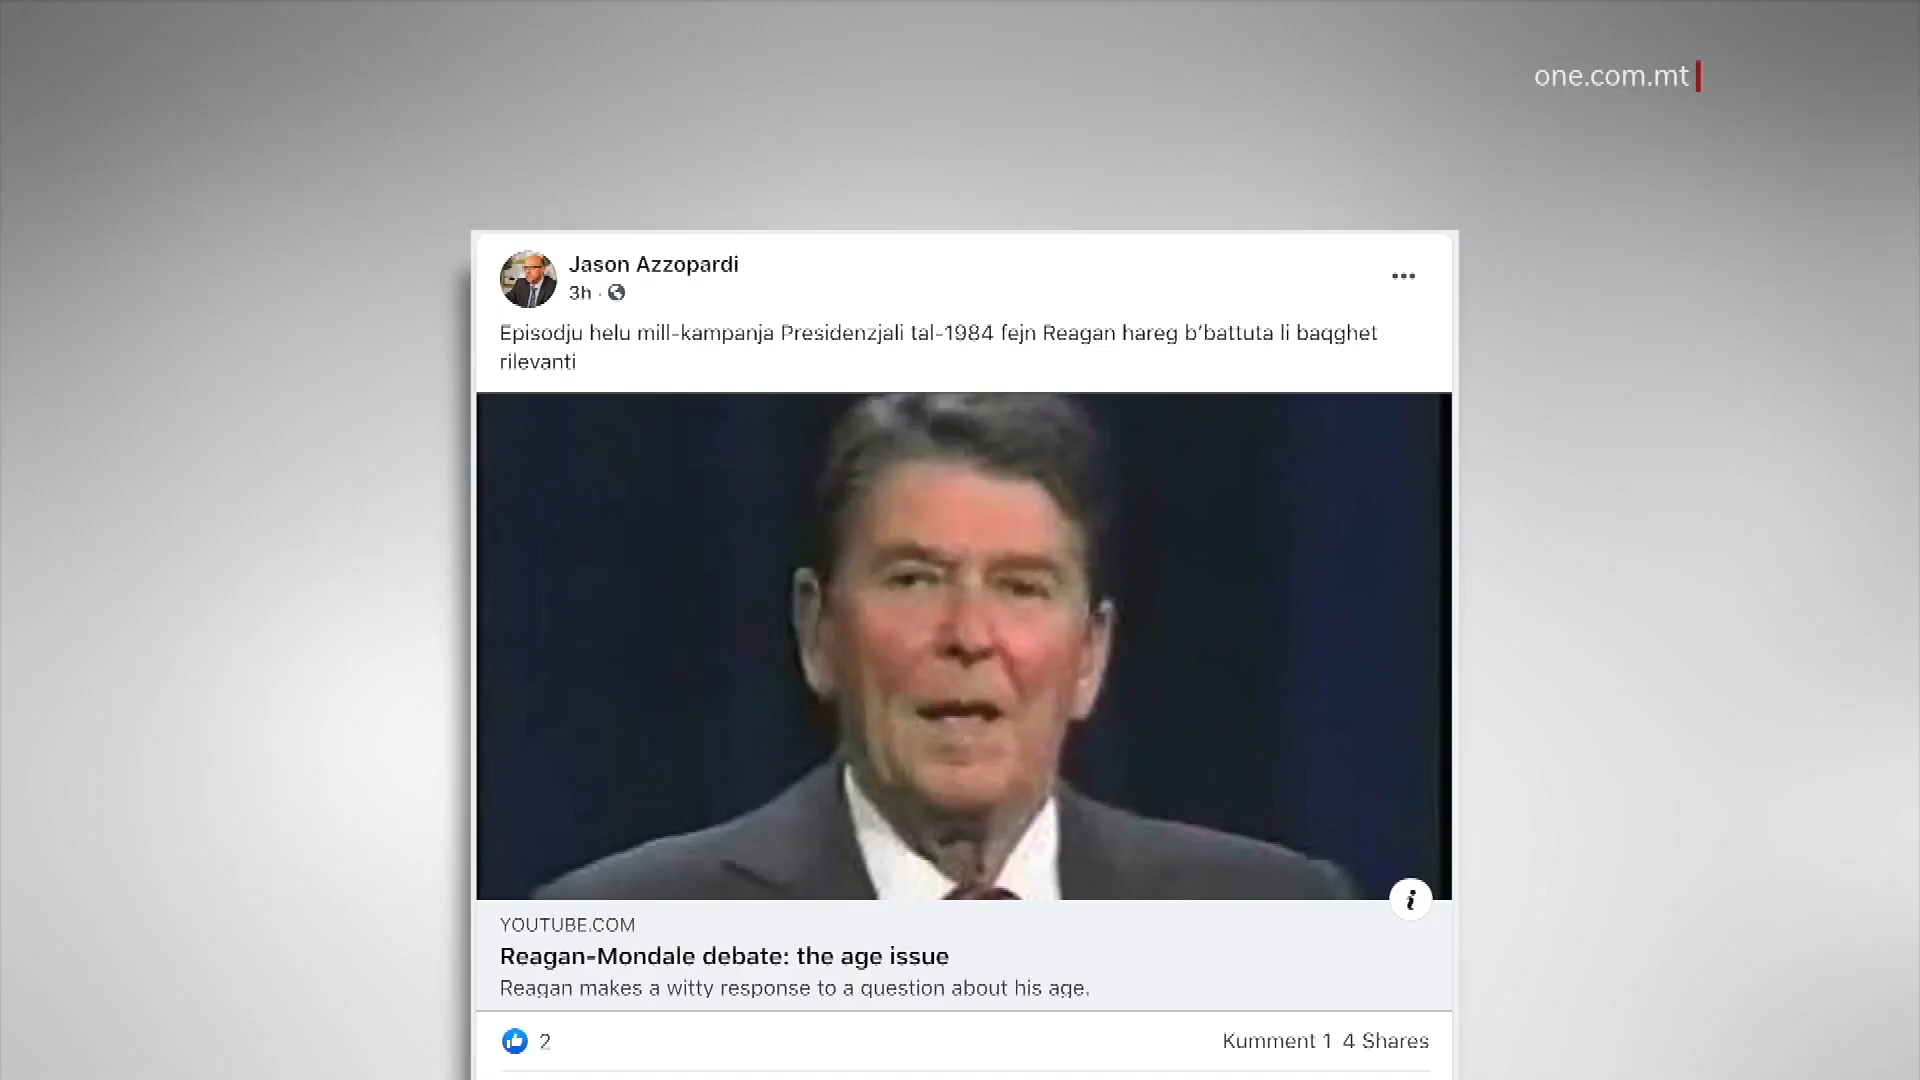 one.com.mt
Jason Azzopardi
3h ·
Episodju helu mill-kampanja Presidenzjali tal-1984 fejn Reagan hareg b'battuta li baqghet
rilevanti
YOUTUBE.COM
Reagan-Mondale debate: the age issue
Reagan makes a witty response to a question about his age.
2
Kumment 1 4 Shares